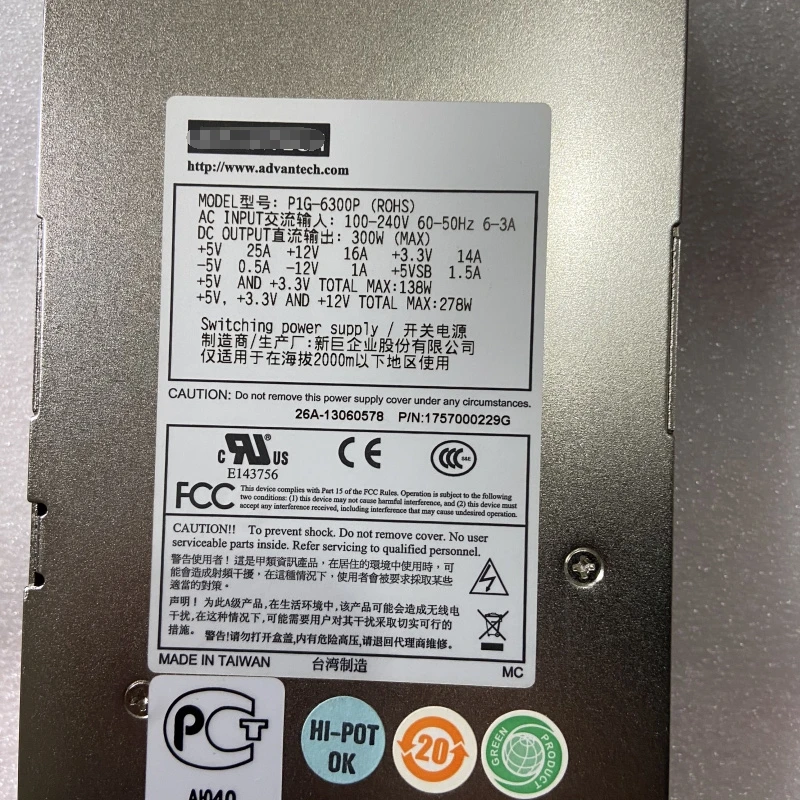 http://www.advantech.com
MODEL型号: P1G-6300P (ROHS)
AC INPUT交流输入: 100-240V 60-50Hz 6-3A
DC OUTPUT直流输出: 300W (MAX)
+5V 25A +12V 16A +3.3V 14A
-5V 0.5A -12V 1A +5VSB 1.5A
+5V AND +3.3V TOTAL MAX:138W
+5V, +3.3V AND +12V TOTAL MAX:278W
Switching power supply / 开关电源
制造商/生产厂: 新巨企业股份有限公司
仅适用于在海拔2000m以下地区使用
CAUTION: Do not remove this power supply cover under any circumstances.
26A-13060578 P/N:1757000229G
c RU ® US
E143756
CE
CCC S&E
FCC This device complies with Part 15 of the FCC Rules. Operation is subject to the following
two conditions: (1) this device may not cause harmful interference, and (2) this device must
accept any interference received, including interference that may cause undesired operation.
CAUTION!! To prevent shock. Do not remove cover. No user
serviceable parts inside. Refer servicing to qualified personnel.
警告使用者! 這是甲類資訊產品, 在居住的環境中使用時, 可
能會造成射頻干擾, 在這種情況下, 使用者會被要求採取某些
適當的對策。
声明! 为此A级产品, 在生活环境中, 该产品可能会造成无线电
干扰, 在这种情况下, 可能需要用户对其干扰采取切实可行的
措施。 警告!请勿打开盒盖,内有危险高压,请退回代理商维修。
MADE IN TAIWAN 台湾制造 MC
PCT
HI-POT
OK
20
GREEN PRODUCT